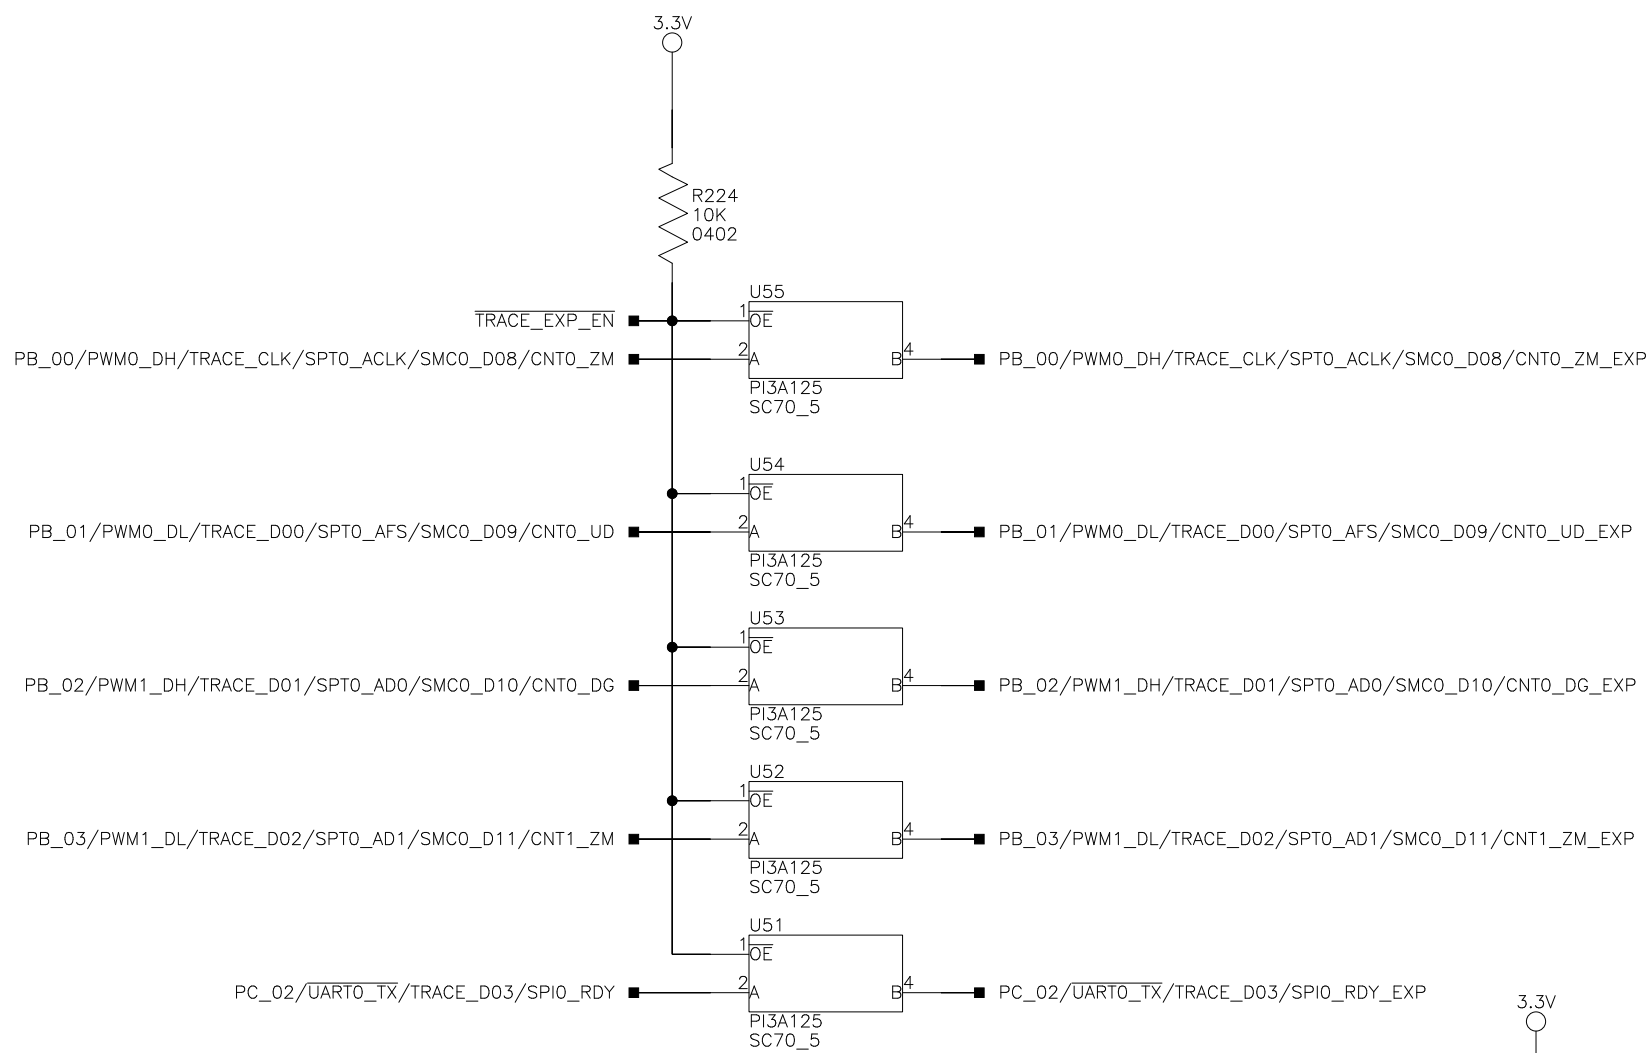 3.3V
R224
10K
0402
U55
TRACE_EXP_EN
1
OE
PB_00/PWM0_DH/TRACE_CLK/SPT0_ACLK/SMC0_D08/CNT0_ZM
2
A
B
4
PB_00/PWM0_DH/TRACE_CLK/SPT0_ACLK/SMC0_D08/CNT0_ZM_EXP
PI3A125
SC70_5
U54
1
OE
PB_01/PWM0_DL/TRACE_D00/SPT0_AFS/SMC0_D09/CNT0_UD
2
A
B
4
PB_01/PWM0_DL/TRACE_D00/SPT0_AFS/SMC0_D09/CNT0_UD_EXP
PI3A125
SC70_5
U53
1
OE
PB_02/PWM1_DH/TRACE_D01/SPT0_AD0/SMC0_D10/CNT0_DG
2
A
B
4
PB_02/PWM1_DH/TRACE_D01/SPT0_AD0/SMC0_D10/CNT0_DG_EXP
PI3A125
SC70_5
U52
1
OE
PB_03/PWM1_DL/TRACE_D02/SPT0_AD1/SMC0_D11/CNT1_ZM
2
A
B
4
PB_03/PWM1_DL/TRACE_D02/SPT0_AD1/SMC0_D11/CNT1_ZM_EXP
PI3A125
SC70_5
U51
1
OE
PC_02/UART0_TX/TRACE_D03/SPI0_RDY
2
A
B
4
PC_02/UART0_TX/TRACE_D03/SPI0_RDY_EXP
PI3A125
SC70_5
3.3V